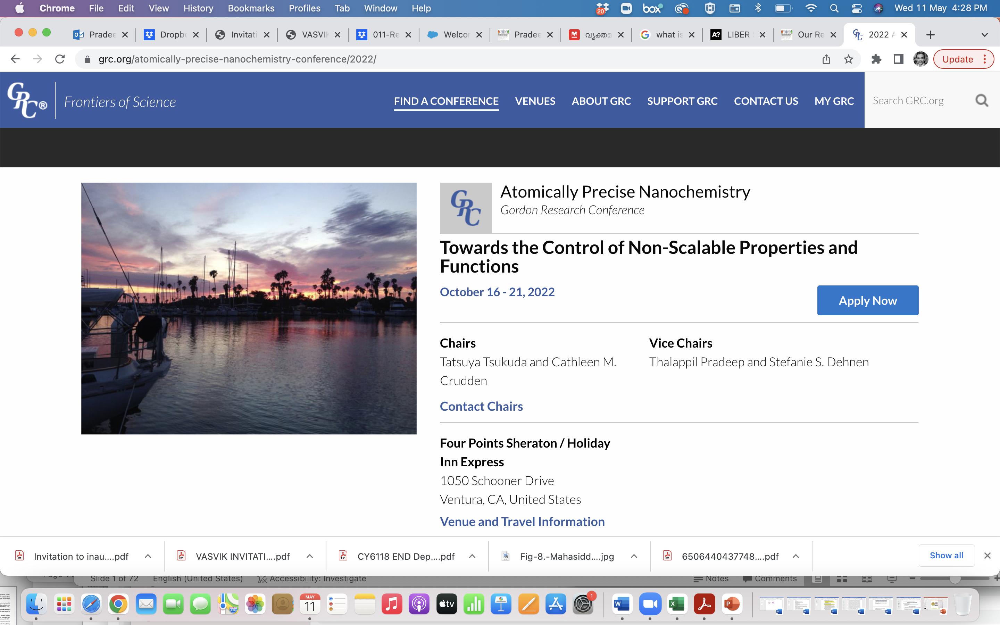 Chrome File Edit View History Bookmarks Profiles Tab Window Help 20 box Wed 11 May 4:28 PM
Pradee Dropbo Invitati VASVIK 011-Re Welcor Pradee വ്യക്തമ what is A? LIBER Our Re 2022 A
grc.org/atomically-precise-nanochemistry-conference/2022/ Update
GRC® Frontiers of Science FIND A CONFERENCE VENUES ABOUT GRC SUPPORT GRC CONTACT US MY GRC Search GRC.org
GRC
Atomically Precise Nanochemistry
Gordon Research Conference
Towards the Control of Non-Scalable Properties and
Functions
October 16 - 21, 2022
Apply Now
Chairs
Tatsuya Tsukuda and Cathleen M.
Crudden
Vice Chairs
Thalappil Pradeep and Stefanie S. Dehnen
Contact Chairs
Four Points Sheraton / Holiday
Inn Express
1050 Schooner Drive
Ventura, CA, United States
Venue and Travel Information
Invitation to inau....pdf VASVIK INVITATI....pdf CY6118 END Dep....pdf Fig-8.-Mahasidd....jpg 6506440437748....pdf Show all
Slide 1 of 72 English (United States) Accessibility: Investigate Notes Comments
MAY
11
tv
280
1
W
X
P